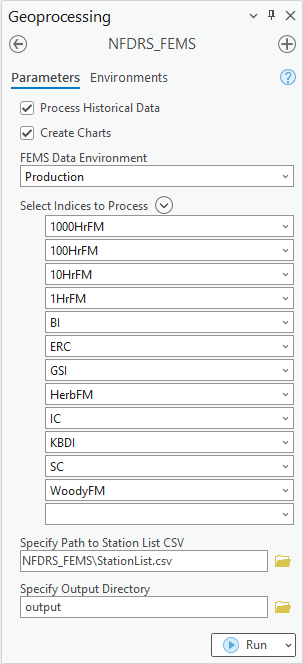 Geoprocessing
NFDRS_FEMS
Parameters Environments
Process Historical Data
Create Charts
FEMS Data Environment
Production
Select Indices to Process
1000HrFM
100HrFM
10HrFM
1HrFM
BI
ERC
GSI
HerbFM
IC
KBDI
SC
WoodyFM
Specify Path to Station List CSV
NFDRS_FEMS\StationList.csv
Specify Output Directory
output
Run